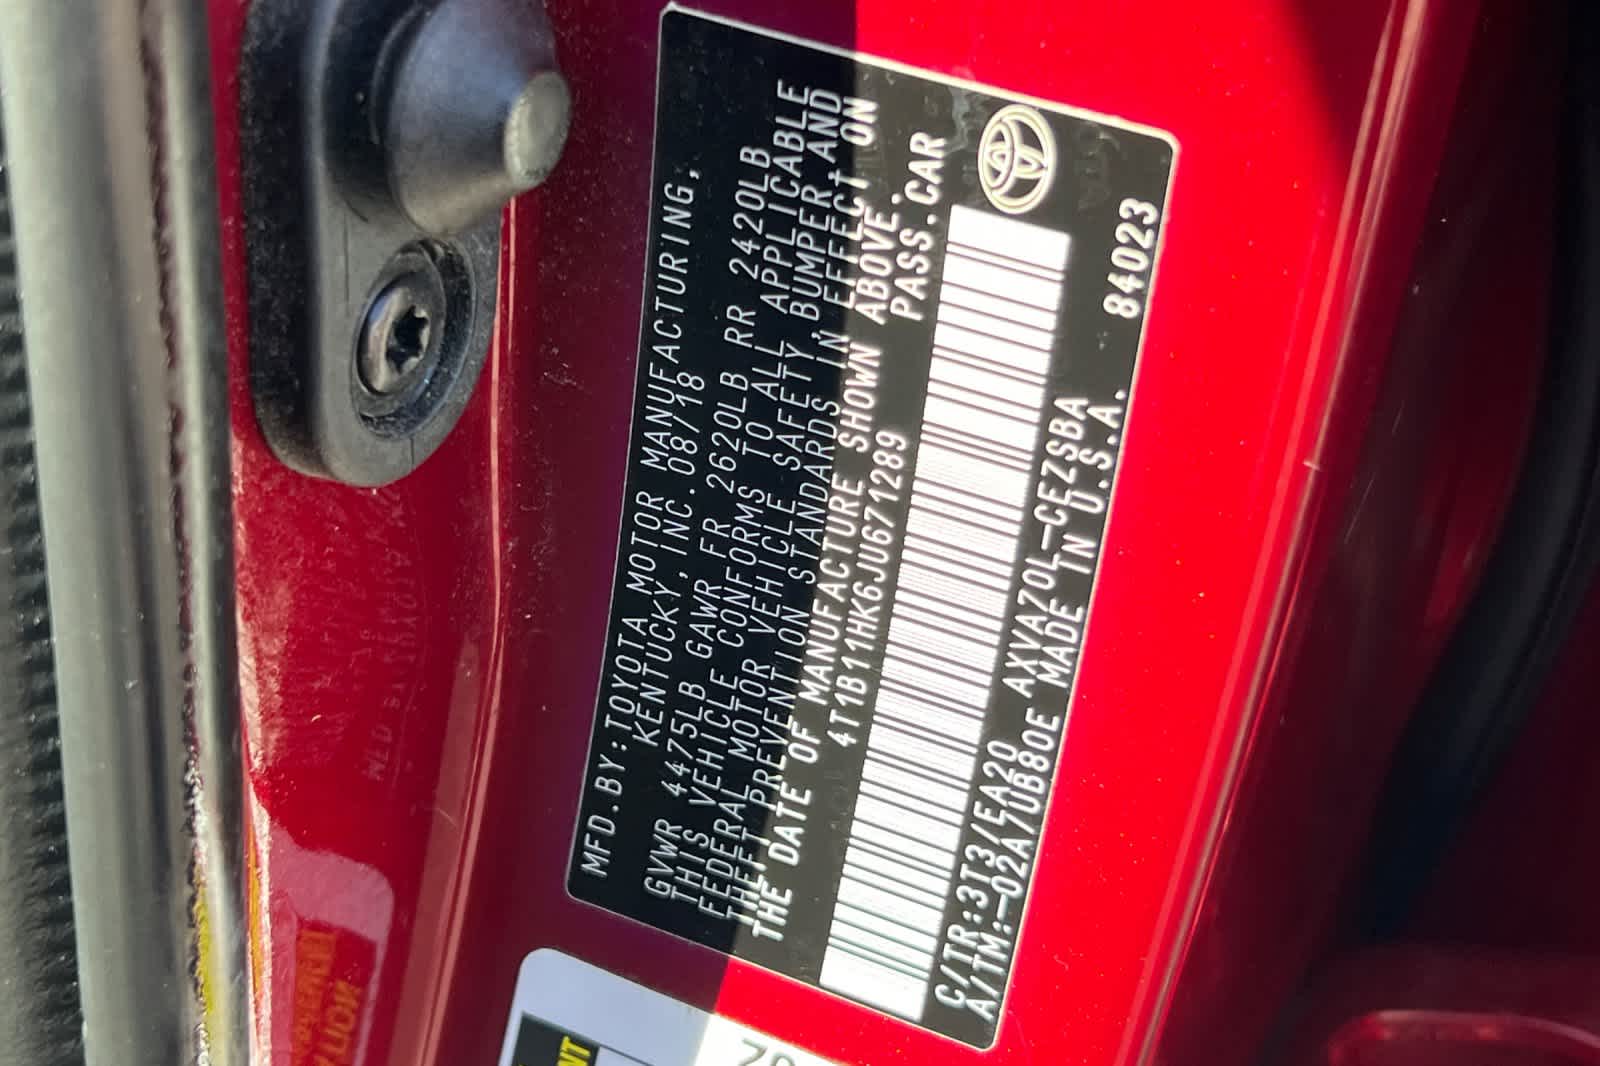 MFD.BY:TOYOTA MOTOR MANUFACTURING,
KENTUCKY, INC.08/18
GVWR 4475LB GAWR FR 2620LB RR 2420LB
THIS VEHICLE CONFORMS TO ALL APPLICABLE
FEDERAL MOTOR VEHICLE SAFETY,BUMPER,AND
THEFT PREVENTION STANDARDS IN EFFECT ON
THE DATE OF MANUFACTURE SHOWN ABOVE.
4T1B11HK6JU671289 PASS.CAR
C/TR:3T3/EA20 AXVA70L-CEZSBA
A/TM:-02A/UB80E MADE IN U.S.A. 84023